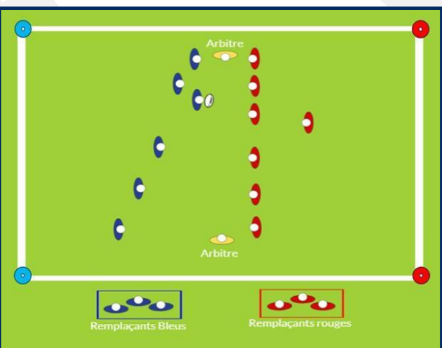 Arbitre
Arbitre
Remplaçants Bleus
Remplaçants rouges